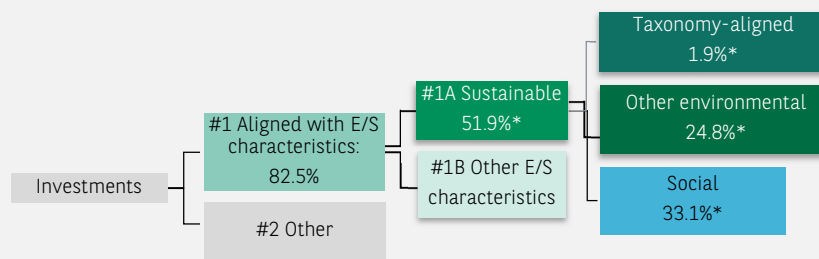 Investments
#1 Aligned with E/S
characteristics:
82.5%
#2 Other
#1A Sustainable
51.9%*
#1B Other E/S
characteristics
Taxonomy-aligned
1.9%*
Other environmental
24.8%*
Social
33.1%*